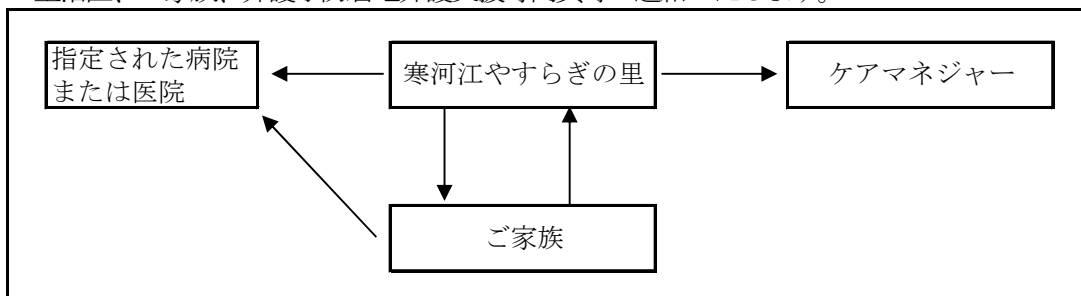 指定された病院
または医院
寒河江やすらぎの里
ケアマネジャー
ご家族